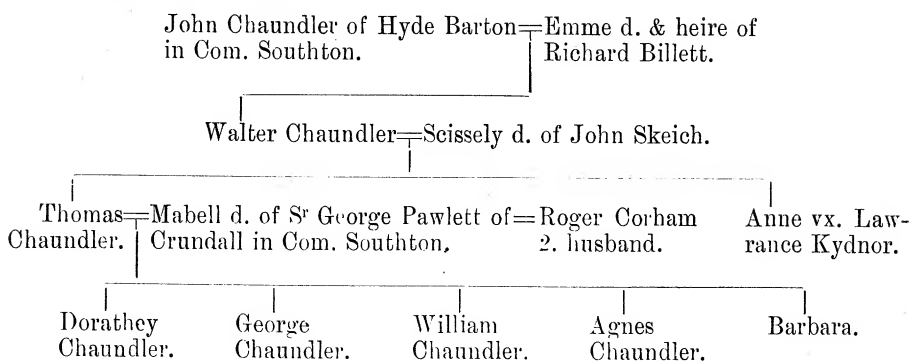 John Chaundler of Hyde Barton=Emme d. & heire of
in Com. Southton. Richard Billett.
Walter Chaundler=Scissely d. of John Skeich.
Thomas=Mabell d. of Sr George Pawlett of=Roger Corham Anne vx. Law-
Chaundler. Crundall in Com. Southton. 2. husband. rance Kydnor.
Dorathey George William Agnes Barbara.
Chaundler. Chaundler. Chaundler. Chaundler.